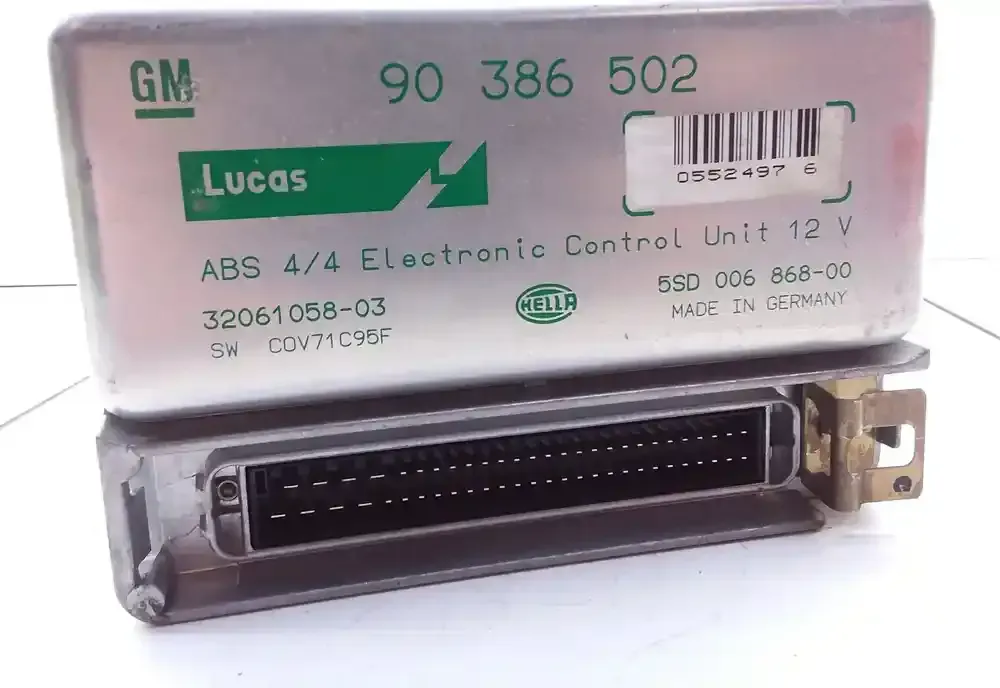 GM
90 386 502
Lucas
0552497 6
ABS 4/4 Electronic Control Unit 12 V
32061058-03
HELLA
5SD 006 868-00
SW COV71C95F
MADE IN GERMANY